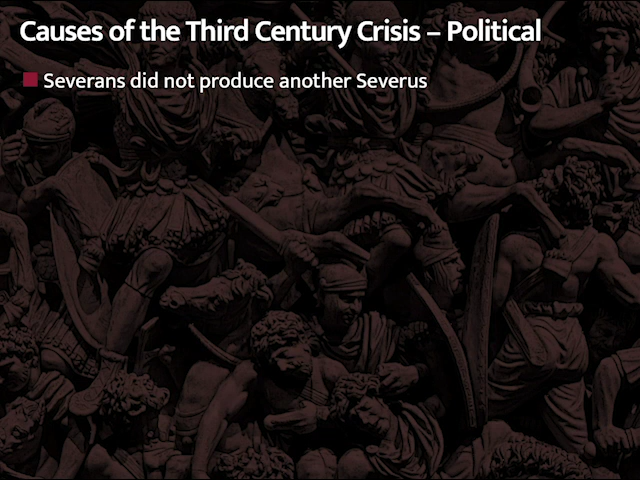 Causes of the Third Century Crisis – Political
Severans did not produce another Severus